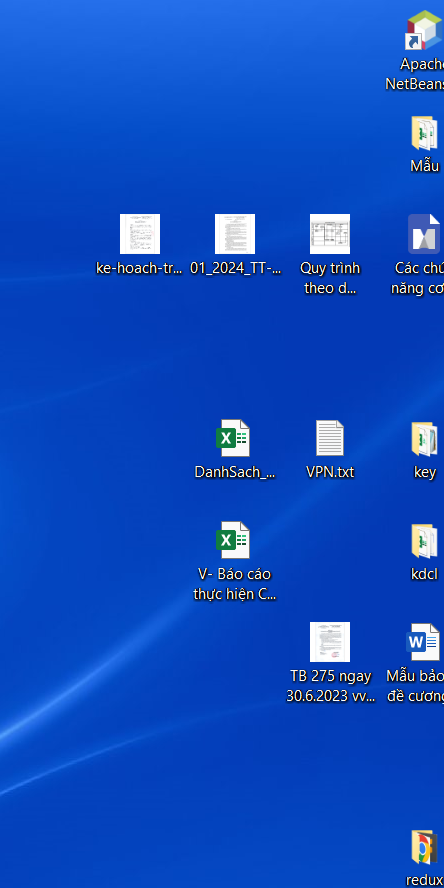 Apache
NetBeans
Mẫu
ke-hoach-tr...
01_2024_TT-...
Quy trình
theo d...
Các chứ
năng cơ
DanhSach_...
VPN.txt
key
V- Báo cáo
thực hiện C...
kdcl
TB 275 ngay
30.6.2023 vv...
Mẫu bảo
đề cương
redux